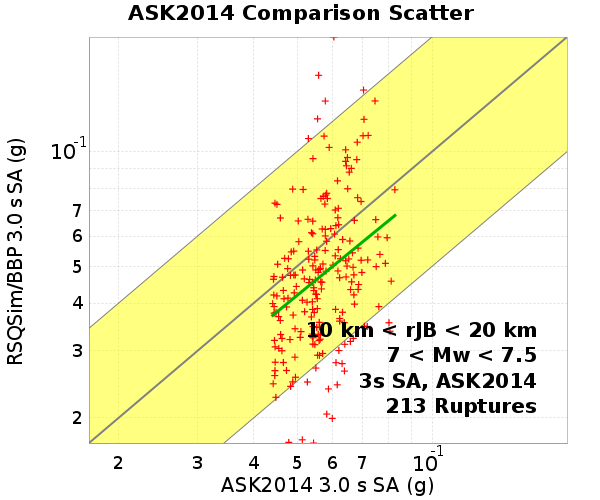 ASK2014 Comparison Scatter
RSQSim/BBP 3.0 s SA (g)
10⁻¹
7
6
5
4
3
2
10 km < rJB < 20 km
7 < Mw < 7.5
3s SA, ASK2014
213 Ruptures
2 3 4 5 6 7 10⁻¹
ASK2014 3.0 s SA (g)